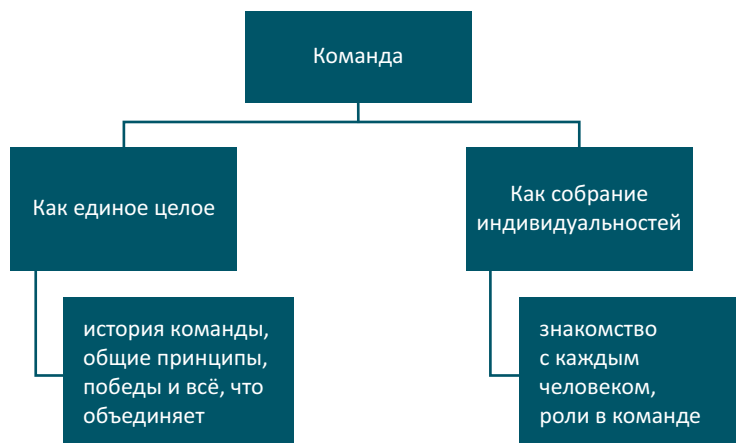 Команда
Как единое целое
Как собрание
индивидуальностей
история команды,
общие принципы,
победы и всё, что
объединяет
знакомство
с каждым
человеком,
роли в команде